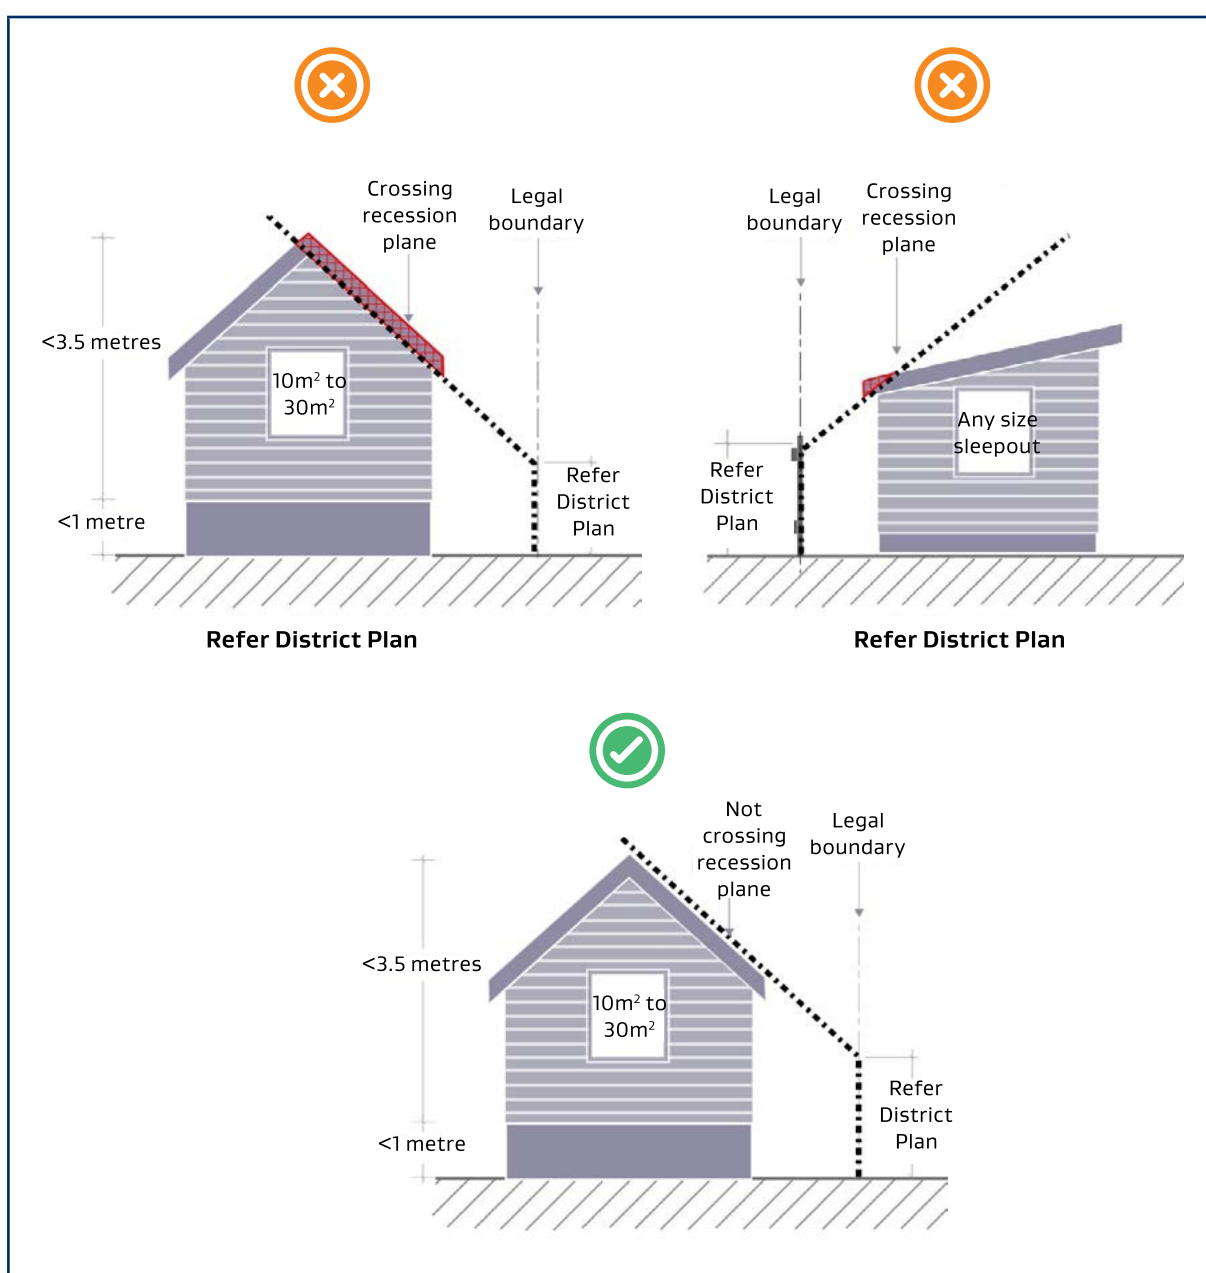 Crossing
recession
plane
Legal
boundary
<3.5 metres
10m² to
30m²
<1 metre
Refer
District
Plan
Refer District Plan
Legal
boundary
Crossing
recession
plane
Any size
sleepout
Refer
District
Plan
Refer District Plan
Not
crossing
recession
plane
Legal
boundary
<3.5 metres
10m² to
30m²
<1 metre
Refer
District
Plan